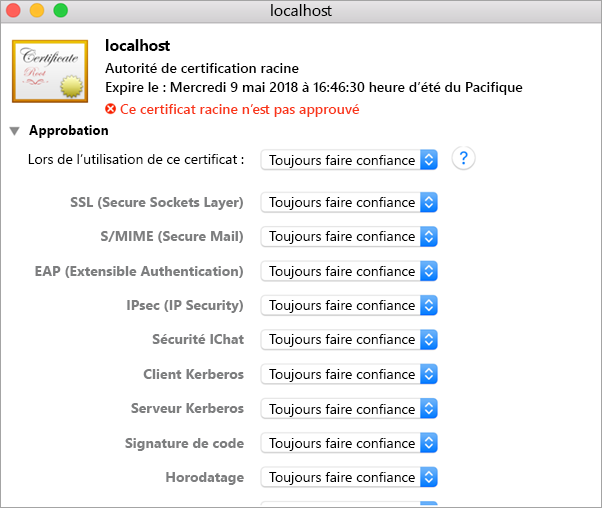 localhost
Certificate
Root
localhost
Autorité de certification racine
Expire le : Mercredi 9 mai 2018 à 16:46:30 heure d’été du Pacifique
Ce certificat racine n’est pas approuvé
Approbation
Lors de l’utilisation de ce certificat : Toujours faire confiance ?
SSL (Secure Sockets Layer) Toujours faire confiance
S/MIME (Secure Mail) Toujours faire confiance
EAP (Extensible Authentication) Toujours faire confiance
IPsec (IP Security) Toujours faire confiance
Sécurité IChat Toujours faire confiance
Client Kerberos Toujours faire confiance
Serveur Kerberos Toujours faire confiance
Signature de code Toujours faire confiance
Horodatage Toujours faire confiance